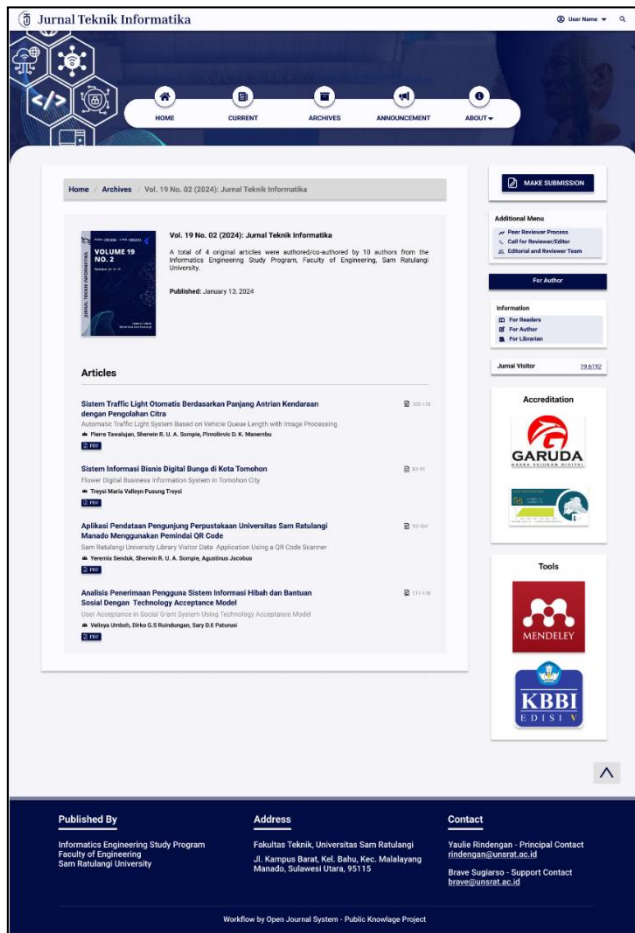 Jurnal Teknik Informatika
User Name
HOME
CURRENT
ARCHIVES
ANNOUNCEMENT
ABOUT
Home / Archives / Vol. 19 No. 02 (2024): Jurnal Teknik Informatika
VOLUME 19
NO. 2
JURNAL TEKNIK INFORMATIKA
Vol. 19 No. 02 (2024): Jurnal Teknik Informatika
A total of 4 original articles were authored/co-authored by 10 authors from the
Informatics Engineering Study Program, Faculty of Engineering, Sam Ratulangi
University.
Published: January 13, 2024
Articles
Sistem Traffic Light Otomatis Berdasarkan Panjang Antrian Kendaraan
dengan Pengolahan Citra
Automatic Traffic Light System Based on Vehicle Queue Length with Image Processing
Pierre Tawalujan, Sherwin R. U. A. Sompie, Pinrolinvic D. K. Manembu
PDF
Sistem Informasi Bisnis Digital Bunga di Kota Tomohon
Flower Digital Business Information System in Tomohon City
Treysi Maria Valleyn Pusung Treysi
PDF
Aplikasi Pendataan Pengunjung Perpustakaan Universitas Sam Ratulangi
Manado Menggunakan Pemindai QR Code
Sam Ratulangi University Library Visitor Data Application Using a QR Code Scanner
Yeremia Senduk, Sherwin R. U. A. Sompie, Agustinus Jacobus
PDF
Analisis Penerimaan Pengguna Sistem Informasi Hibah dan Bantuan
Sosial Dengan Technology Acceptance Model
User Acceptance in Social Grant System Using Technology Acceptance Model
Velisya Umboh, Dirko G.S Ruindungan, Sary D.E Paturusi
PDF
MAKE SUBMISSION
Additional Menu
Peer Reviewer Process
Call for Reviewer/Editor
Editorial and Reviewer Team
For Author
Information
For Readers
For Author
For Librarian
Jurnal Visitor
19.6192
Accreditation
GARUDA
S5
Tools
MENDELEY
KBBI
EDISI V
Published By
Informatics Engineering Study Program
Faculty of Engineering
Sam Ratulangi University
Address
Fakultas Teknik, Universitas Sam Ratulangi
Jl. Kampus Barat, Kel. Bahu, Kec. Malalayang
Manado, Sulawesi Utara, 95115
Contact
Yaulie Rindengan - Principal Contact
rindengan@unsrat.ac.id
Brave Sugiarso - Support Contact
brave@unsrat.ac.id
Workflow by Open Journal System - Public Knowlage Project